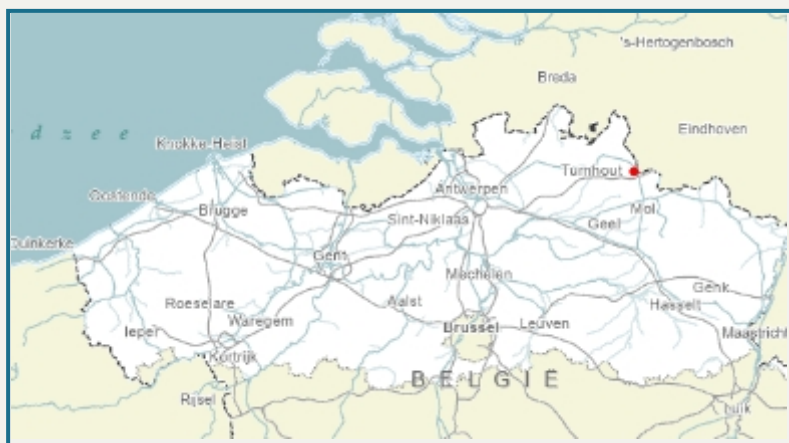 's-Hertogenbosch
Breda
Eindhoven
d z e e
Knokke-Heist
Turnhout
Antwerpen
Oostende
Brugge
Sint-Niklaas
Geel
Mol
Duinkerke
Gent
Mechelen
Genk
Roeselare
Aalst
Hasselt
Ieper
Waregem
Brussel
Leuven
Maastricht
Kortrijk
BELGIË
Rijsel
Luik